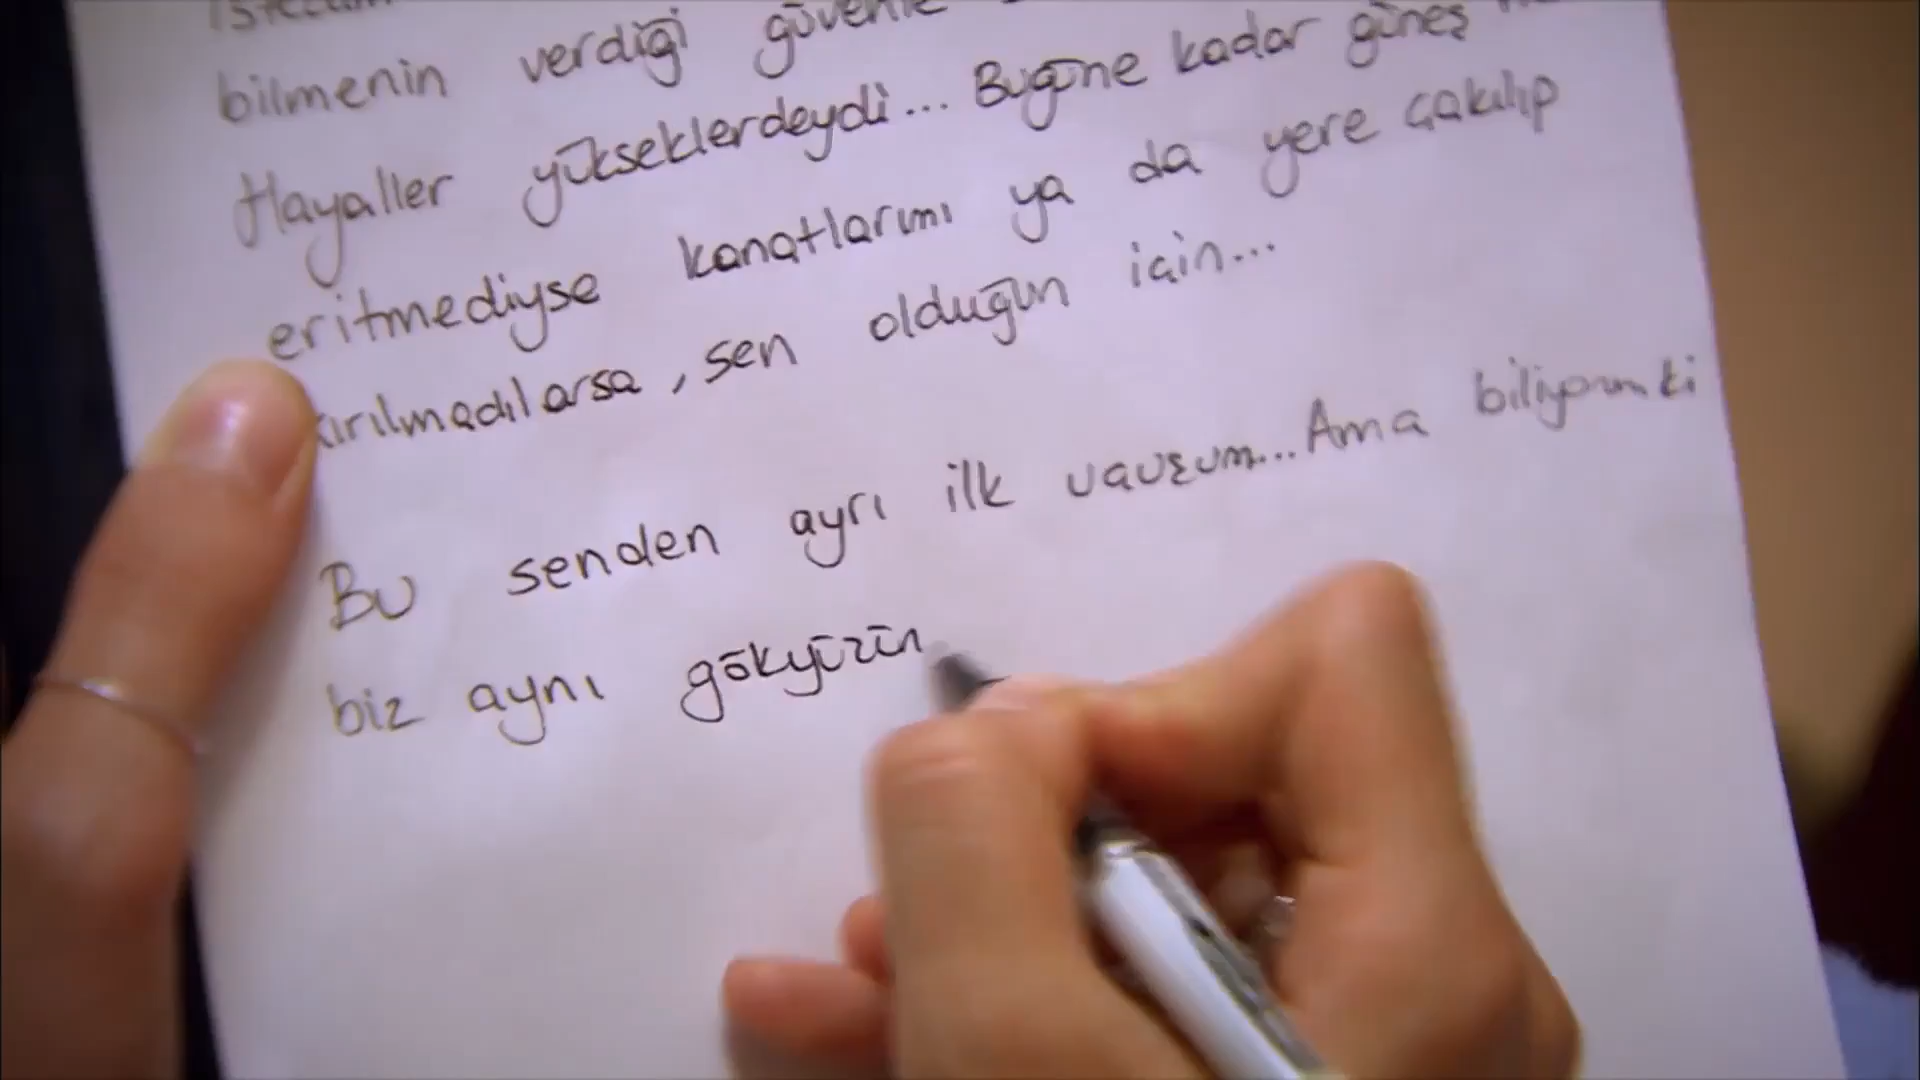 bilmenin verdiği güvenle
Hayaller yükseklerdeydi... Bugüne kadar güneş
eritmediyse kanatlarımı ya da yere çakılıp
kırılmadılarsa, sen olduğun için...
Bu senden ayrı ilk uçuşum... Ama biliyorum ki
biz aynı gökyüzün